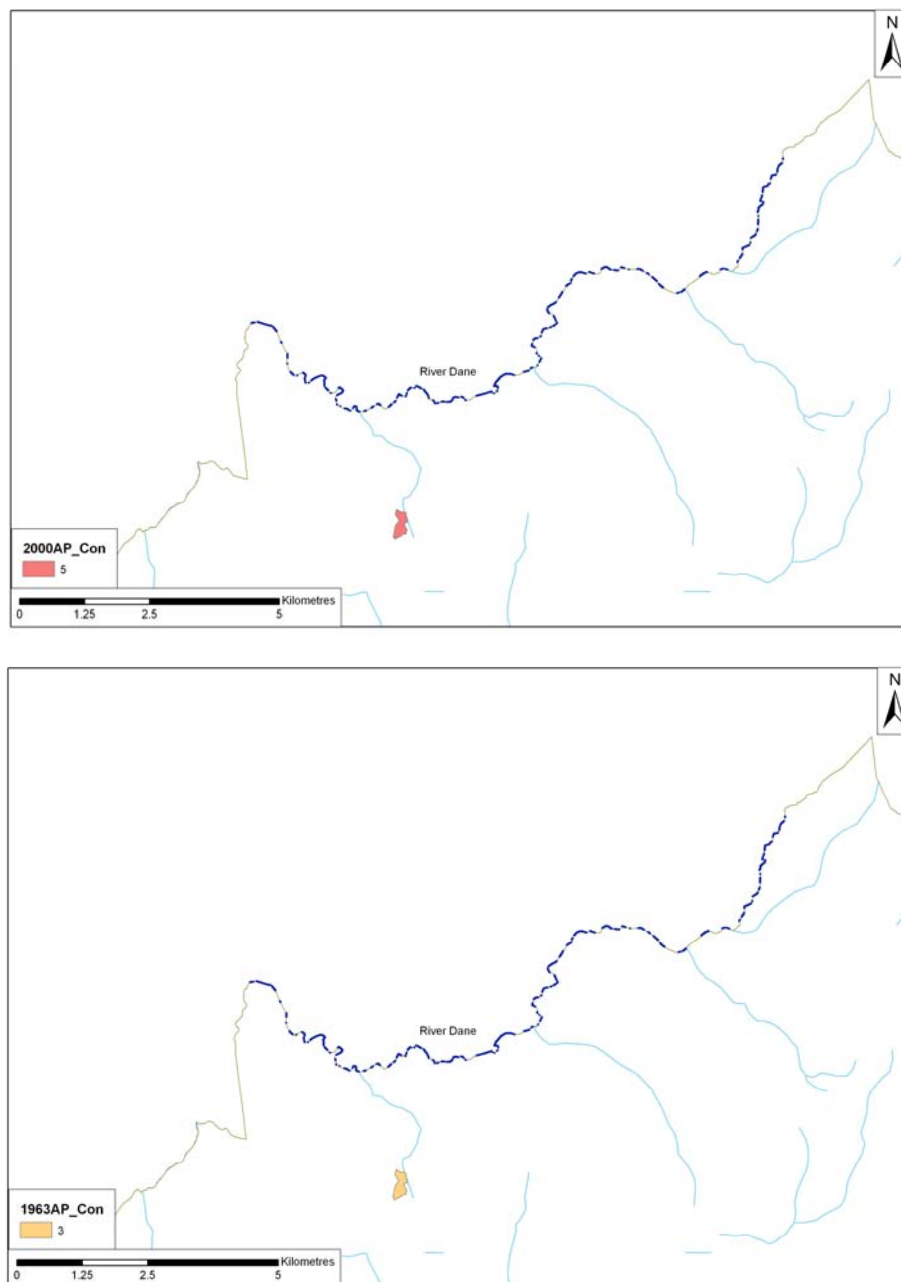 N
River Dane
2000AP_Con
5
Kilometres
0 1.25 2.5 5
N
River Dane
1963AP_Con
3
Kilometres
0 1.25 2.5 5